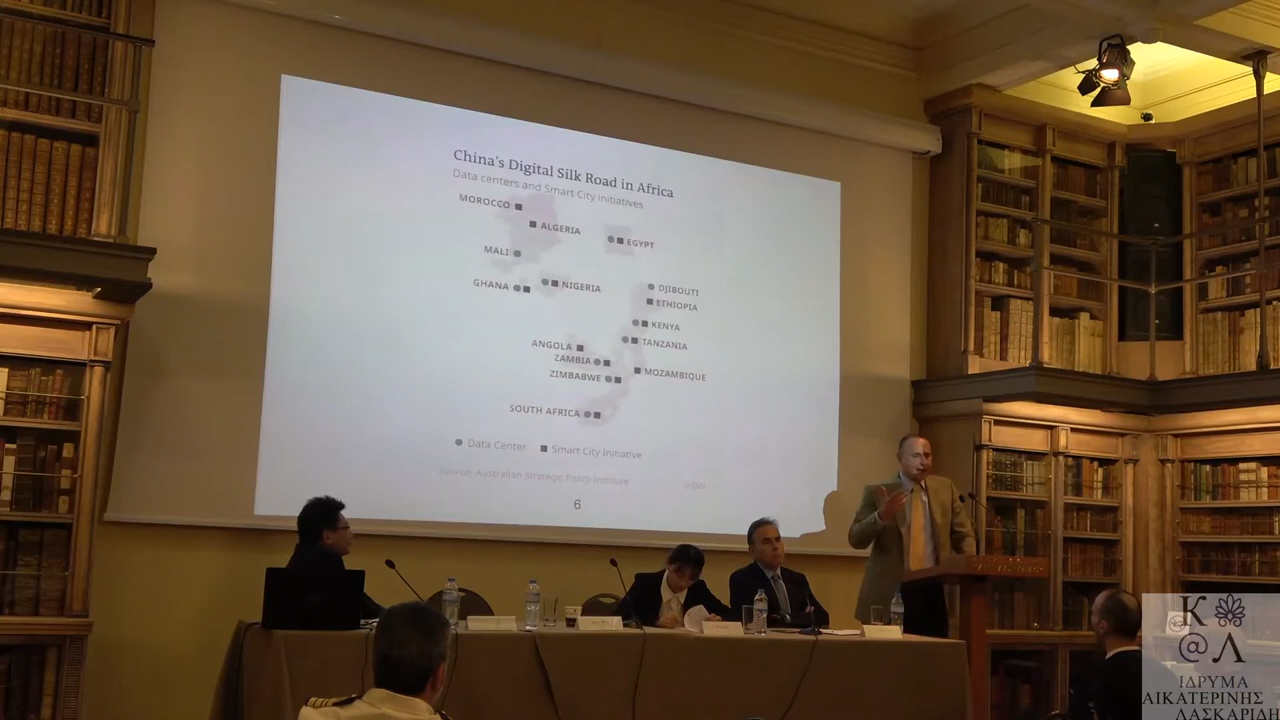 China's Digital Silk Road in Africa
Data centers and Smart City initiatives
MOROCCO
ALGERIA
EGYPT
MALI
GHANA
NIGERIA
DJIBOUTI
ETHIOPIA
KENYA
ANGOLA
TANZANIA
ZAMBIA
ZIMBABWE
MOZAMBIQUE
SOUTH AFRICA
Data Center
Smart City Initiative
Source: Australian Strategic Policy Institute
6
Κ
@ Λ
ΙΔΡΥΜΑ
ΑΙΚΑΤΕΡΙΝΗΣ
ΛΑΣΚΑΡΙΔΗ